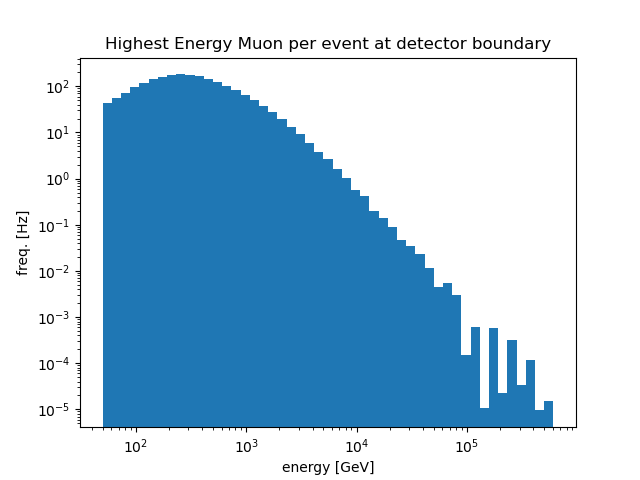 Highest Energy Muon per event at detector boundary
freq. [Hz]
10²
10¹
10⁰
10⁻¹
10⁻²
10⁻³
10⁻⁴
10⁻⁵
10² 10³ 10⁴ 10⁵
energy [GeV]